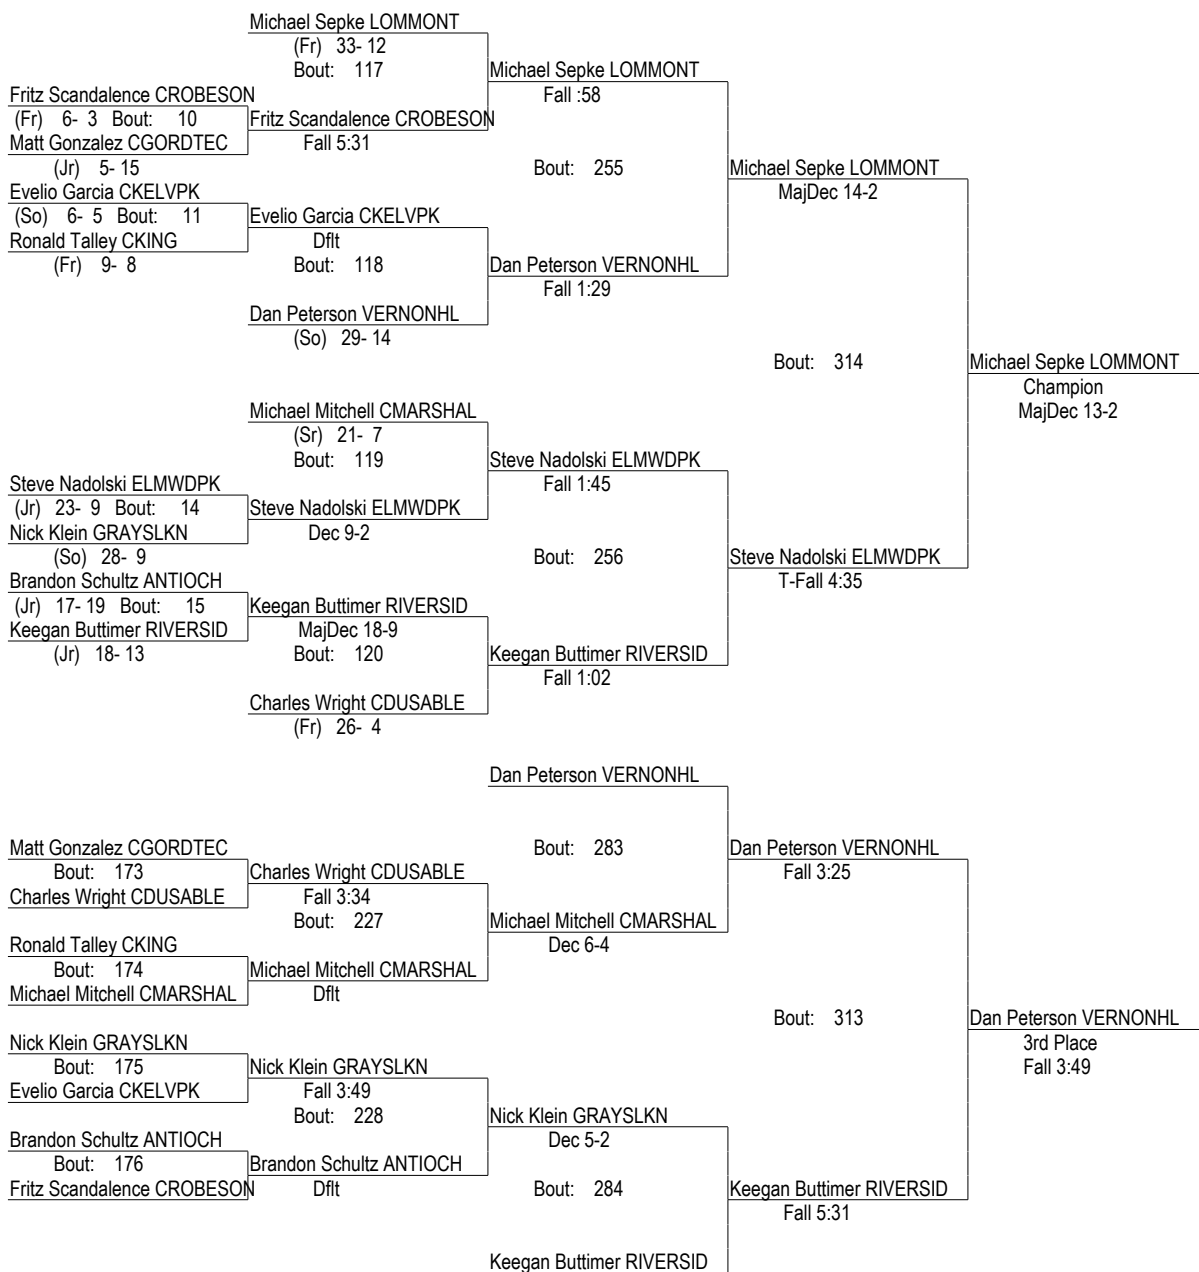 Michael Sepke LOMMONT
(Fr) 33- 12
Bout: 117
Michael Sepke LOMMONT
Fall :58
Fritz Scandalence CROBESON
(Fr) 6- 3 Bout: 10
Fritz Scandalence CROBESON
Matt Gonzalez CGORDTEC
Fall 5:31
(Jr) 5- 15
Bout: 255
Michael Sepke LOMMONT
MajDec 14-2
Evelio Garcia CKELVPK
(So) 6- 5 Bout: 11
Evelio Garcia CKELVPK
Ronald Talley CKING
Dflt
(Fr) 9- 8
Bout: 118
Dan Peterson VERNONHL
Fall 1:29
Dan Peterson VERNONHL
(So) 29- 14
Bout: 314
Michael Sepke LOMMONT
Champion
MajDec 13-2
Michael Mitchell CMARSHAL
(Sr) 21- 7
Bout: 119
Steve Nadolski ELMWDPK
Fall 1:45
Steve Nadolski ELMWDPK
(Jr) 23- 9 Bout: 14
Steve Nadolski ELMWDPK
Nick Klein GRAYSLKN
Dec 9-2
(So) 28- 9
Bout: 256
Steve Nadolski ELMWDPK
T-Fall 4:35
Brandon Schultz ANTIOCH
(Jr) 17- 19 Bout: 15
Keegan Buttimer RIVERSID
Keegan Buttimer RIVERSID
MajDec 18-9
(Jr) 18- 13
Bout: 120
Keegan Buttimer RIVERSID
Fall 1:02
Charles Wright CDUSABLE
(Fr) 26- 4
Dan Peterson VERNONHL
Matt Gonzalez CGORDTEC
Bout: 283
Dan Peterson VERNONHL
Fall 3:25
Bout: 173
Charles Wright CDUSABLE
Charles Wright CDUSABLE
Fall 3:34
Bout: 227
Michael Mitchell CMARSHAL
Dec 6-4
Ronald Talley CKING
Bout: 174
Michael Mitchell CMARSHAL
Michael Mitchell CMARSHAL
Dflt
Bout: 313
Dan Peterson VERNONHL
3rd Place
Fall 3:49
Nick Klein GRAYSLKN
Bout: 175
Nick Klein GRAYSLKN
Evelio Garcia CKELVPK
Fall 3:49
Bout: 228
Nick Klein GRAYSLKN
Dec 5-2
Brandon Schultz ANTIOCH
Bout: 176
Brandon Schultz ANTIOCH
Fritz Scandalence CROBESON
Dflt
Bout: 284
Keegan Buttimer RIVERSID
Fall 5:31
Keegan Buttimer RIVERSID